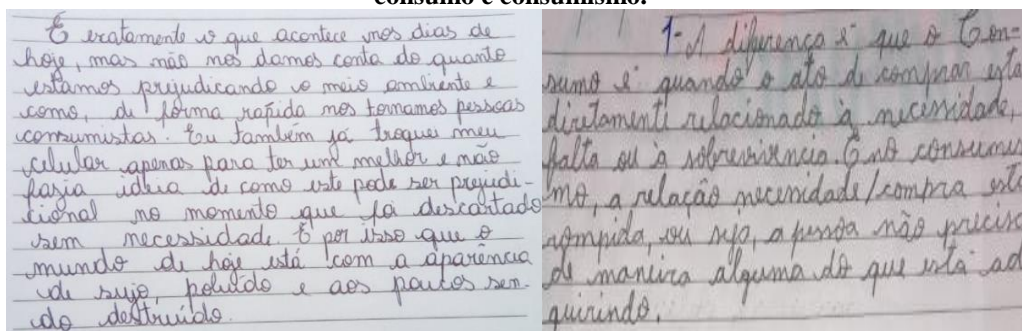 consumo e consumismo.
É exatamente o que acontece nos dias de
hoje, mas não nos damos conta do quanto
estamos prejudicando o meio ambiente e
como, de forma rápida nos tornamos pessoas
consumistas. Eu também já troquei meu
celular apenas para ter um melhor e não
fazia idéia de como isto pode ser prejudi-
cional no momento que foi descartado
sem necessidade. É por isso que o
mundo de hoje está com a aparência
de sujo, poluído e aos poucos sen-
do destruído.
1- A diferença é que o Con-
sumo é quando o ato de comprar está
diretamente relacionado à necessidade,
falta ou à sobrevivência. E no consumis
mo, a relação necessidade/compra está
rompida, ou seja, a pessoa não precisa
de maneira alguma do que está ad
quirindo.